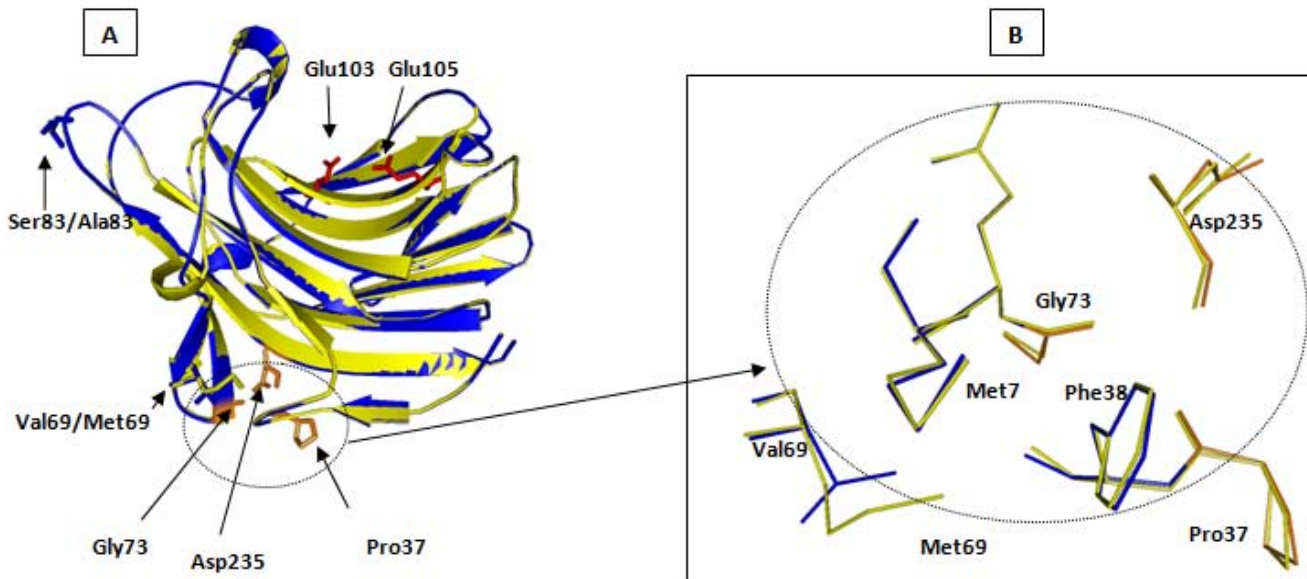 A
Glu103 Glu105
Ser83/Ala83
Val69/Met69
Gly73
Asp235
Pro37
B
Asp235
Gly73
Met7
Phe38
Val69
Met69
Pro37